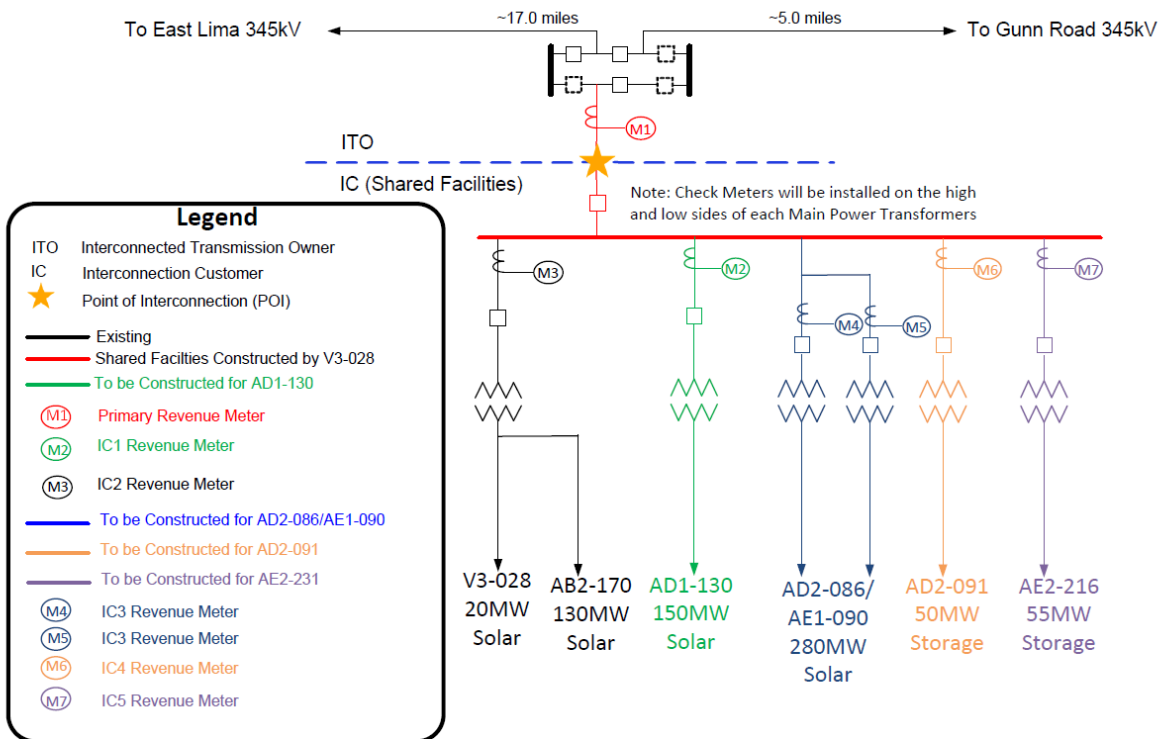 ~17.0 miles
~5.0 miles
To East Lima 345kV
To Gunn Road 345kV
M1
ITO
IC (Shared Facilities)
Note: Check Meters will be installed on the high
and low sides of each Main Power Transformers
Legend
ITO Interconnected Transmission Owner
IC Interconnection Customer
Point of Interconnection (POI)
Existing
Shared Facilties Constructed by V3-028
To be Constructed for AD1-130
M1 Primary Revenue Meter
M2 IC1 Revenue Meter
M3 IC2 Revenue Meter
To be Constructed for AD2-086/AE1-090
To be Constructed for AD2-091
To be Constructed for AE2-231
M4 IC3 Revenue Meter
M5 IC3 Revenue Meter
M6 IC4 Revenue Meter
M7 IC5 Revenue Meter
M3
M2
M4
M5
M6
M7
V3-028
20MW
Solar
AB2-170
130MW
Solar
AD1-130
150MW
Solar
AD2-086/
AE1-090
280MW
Solar
AD2-091
50MW
Storage
AE2-216
55MW
Storage